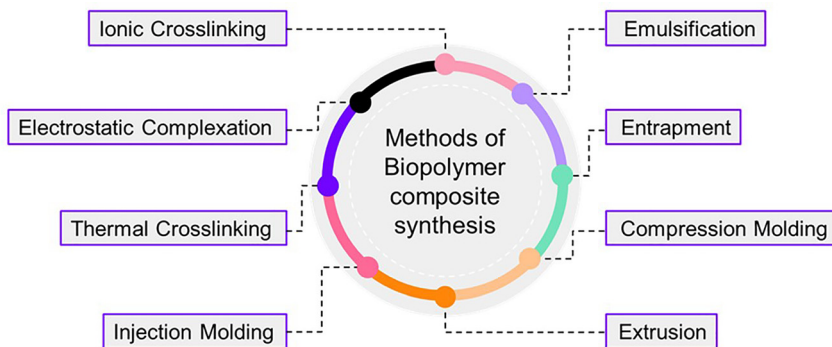 Ionic Crosslinking
Emulsification
Electrostatic Complexation
Entrapment
Methods of
Biopolymer
composite
synthesis
Thermal Crosslinking
Compression Molding
Injection Molding
Extrusion